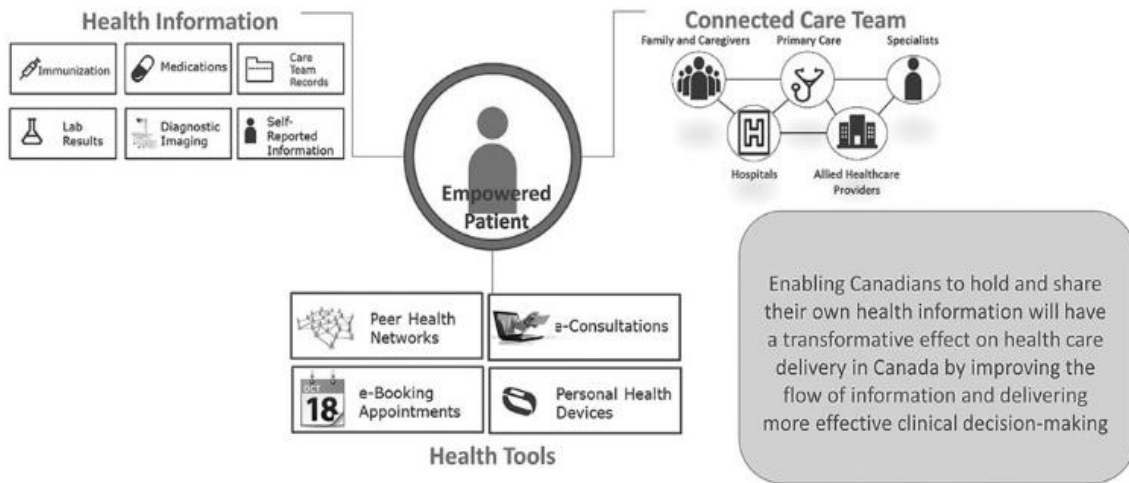 Health Information
Immunization
Medications
Care
Team
Records
Lab
Results
Diagnostic
Imaging
Self-
Reported
Information
Connected Care Team
Family and Caregivers
Primary Care
Specialists
H
Hospitals
Allied Healthcare
Providers
Empowered
Patient
Peer Health
Networks
e-Consultations
OCT
18
e-Booking
Appointments
Personal Health
Devices
Health Tools
Enabling Canadians to hold and share
their own health information will have
a transformative effect on health care
delivery in Canada by improving the
flow of information and delivering
more effective clinical decision-making